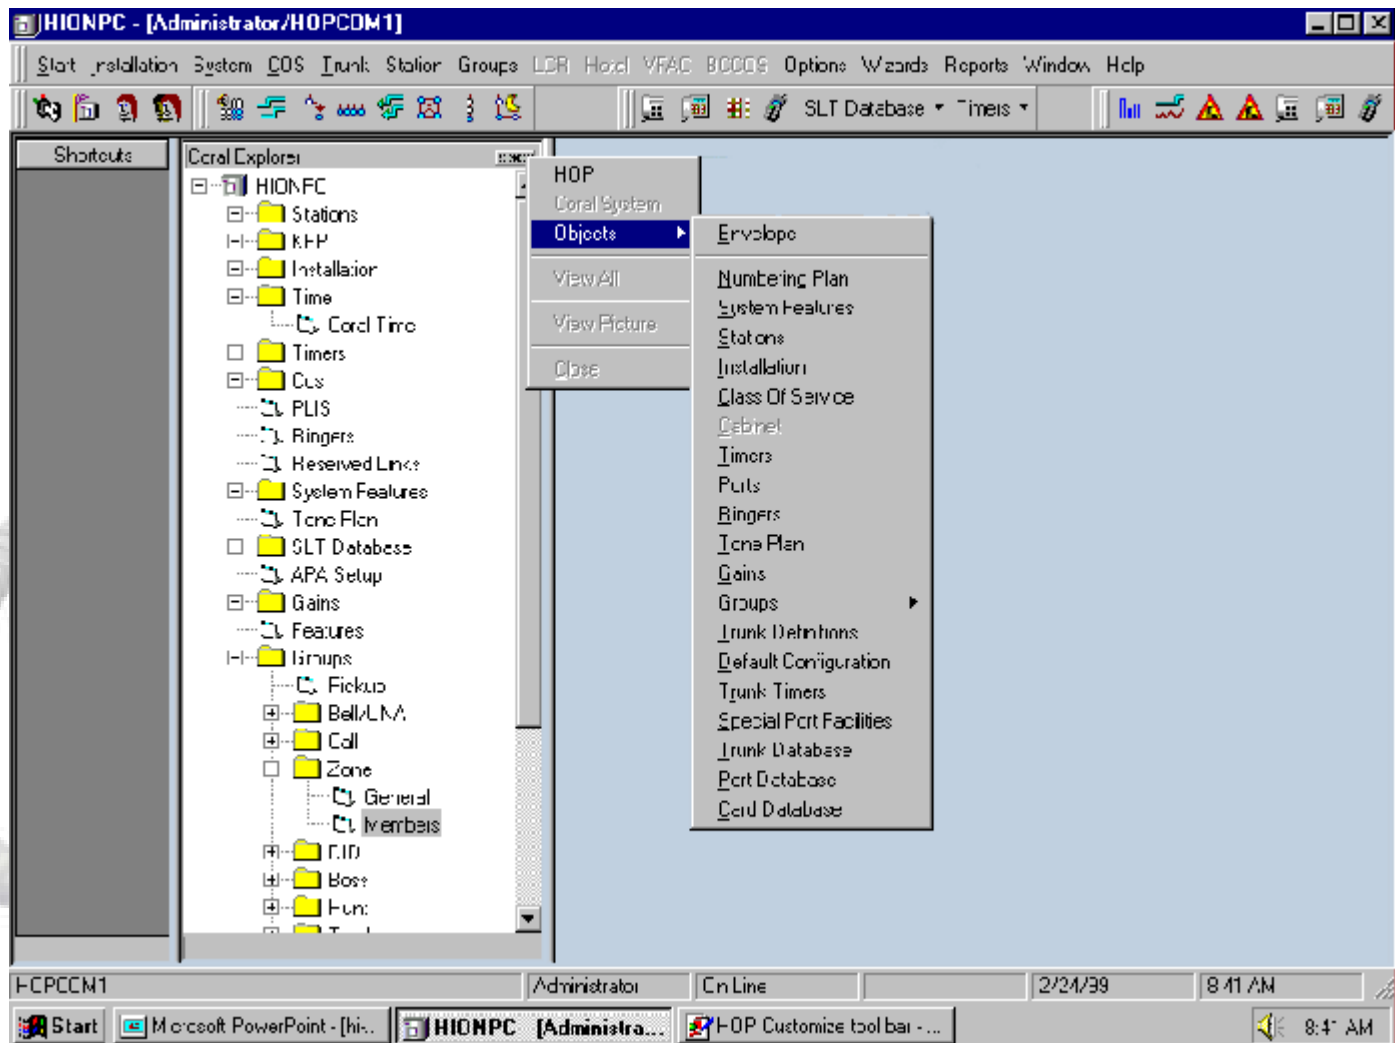 HIONPC - [Administrator/HOPCOM1]
Start Installation System COS Trunk Station Groups LCR Hotel VFAC BCCOS Options Wizards Reports Window Help
SLT Database Timers
Shortcuts
Coral Explorer
HIONPC
Stations
KFP
Installation
Time
Coral Time
Timers
Cos
PLIS
Ringers
Reserved Links
System Features
Tone Plan
SLT Database
APA Setup
Gains
Features
Groups
Pickup
Bell/UNA
Call
Zone
General
Members
DID
Boss
Hunt
HOP
Coral System
Objects
View All
View Picture
Close
Envelope
Numbering Plan
System Features
Stations
Installation
Class Of Service
Cabinet
Timers
Ports
Ringers
Tone Plan
Gains
Groups
Trunk Definitions
Default Configuration
Trunk Timers
Special Port Facilities
Trunk Database
Port Database
Card Database
HOPCOM1 Administrator On Line 2/24/99 8:41 AM
Start Microsoft PowerPoint - [hi-.. HIONPC [Administra... HOP Customize tool bar - ... 8:41 AM